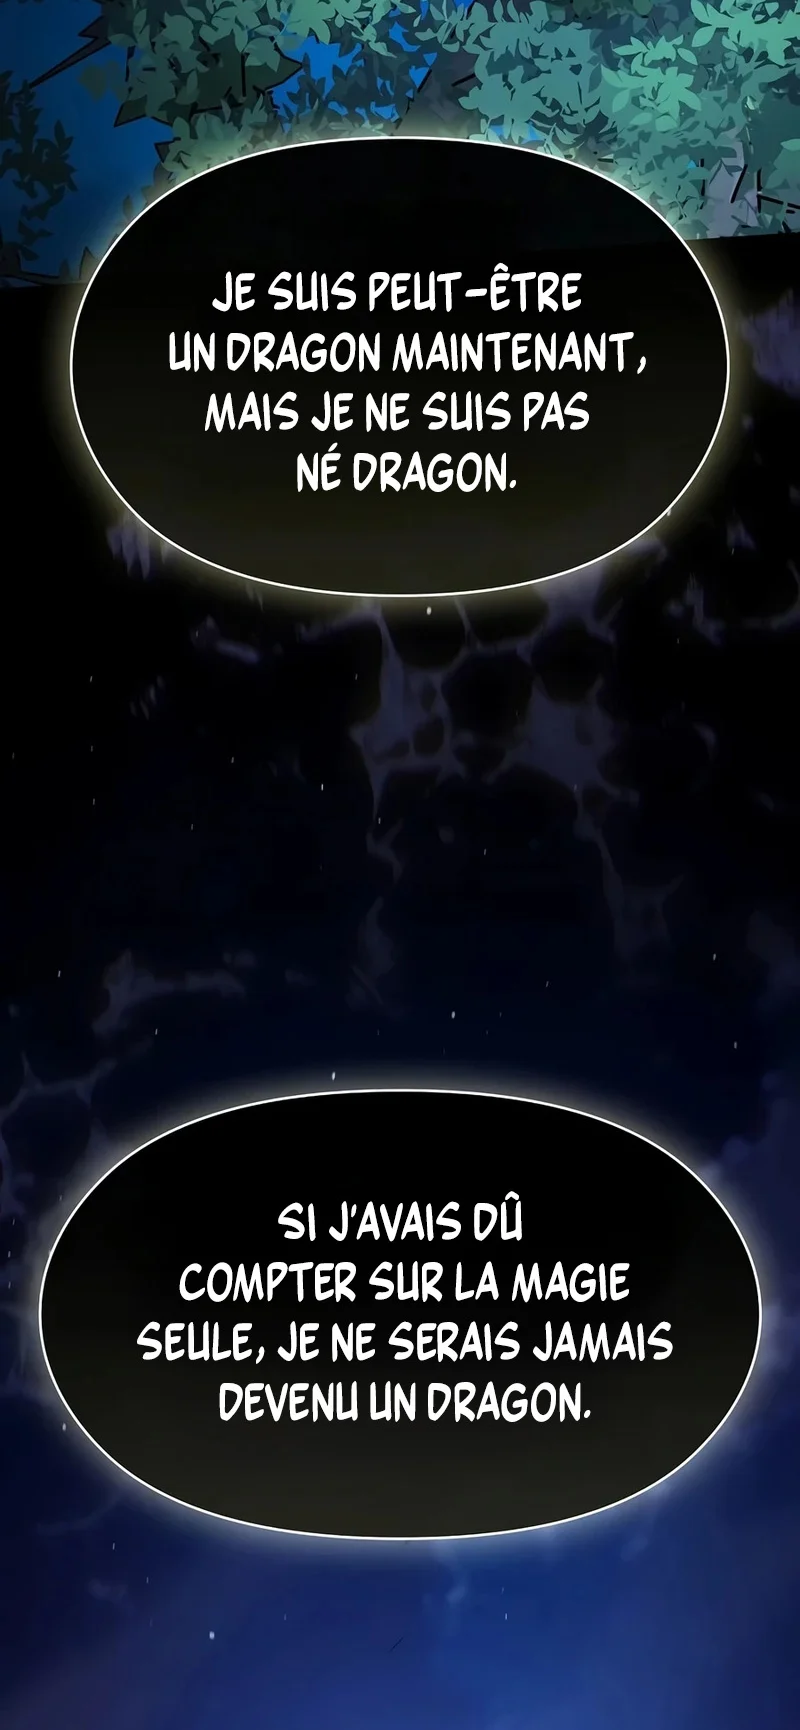 JE SUIS PEUT-ÊTRE
UN DRAGON MAINTENANT,
MAIS JE NE SUIS PAS
NÉ DRAGON.
SI J'AVAIS DÛ
COMPTER SUR LA MAGIE
SEULE, JE NE SERAIS JAMAIS
DEVENU UN DRAGON.